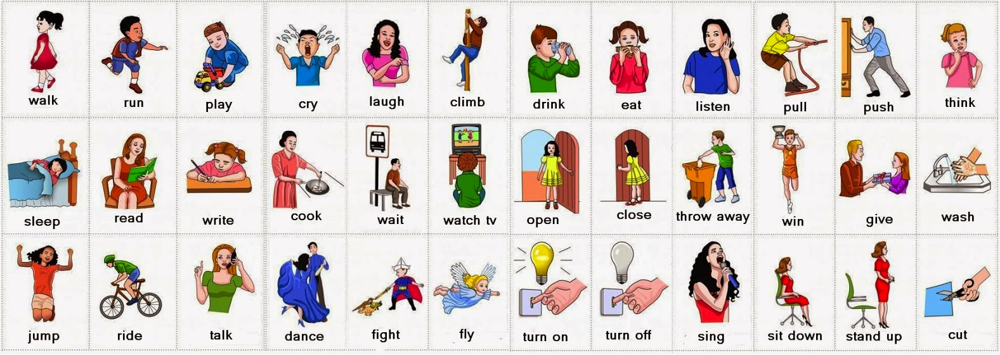 walk
run
play
cry
laugh
climb
drink
eat
listen
pull
push
think
sleep
read
write
cook
wait
watch tv
open
close
throw away
win
give
wash
jump
ride
talk
dance
fight
fly
turn on
turn off
sing
sit down
stand up
cut